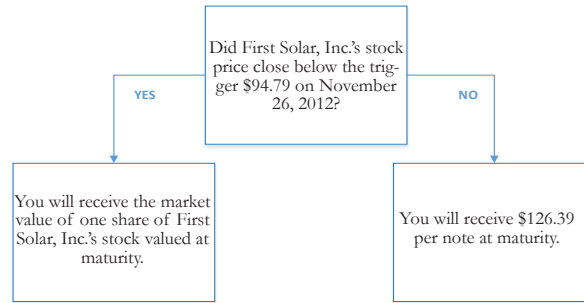 Did First Solar, Inc.'s stock
price close below the trig-
ger $94.79 on November
26, 2012?
YES
NO
You will receive the market
value of one share of First
Solar, Inc.'s stock valued at
maturity.
You will receive $126.39
per note at maturity.